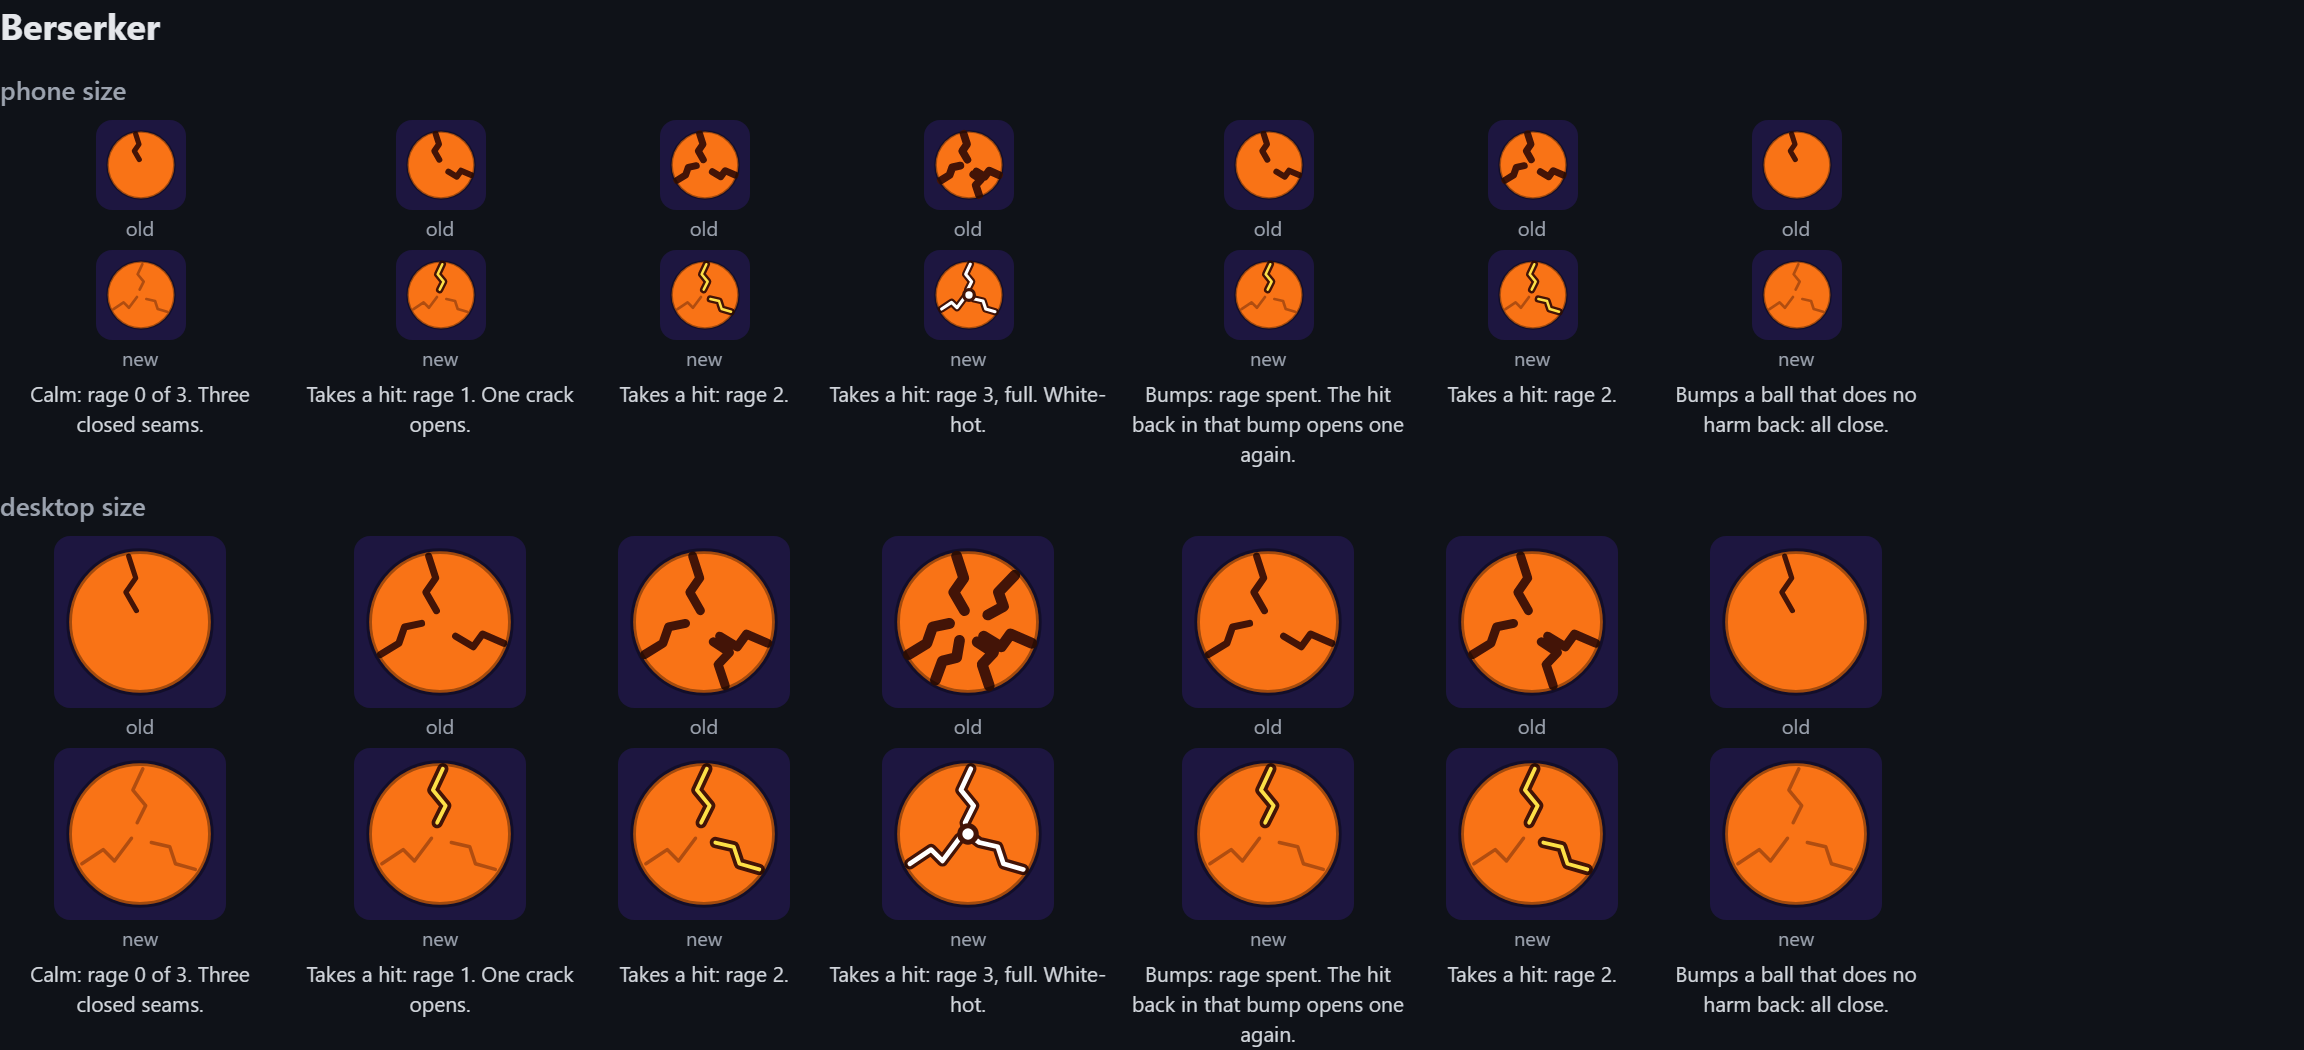 Berserker
phone size
old old old old old old old
new new new new new new new
Calm: rage 0 of 3. Three
closed seams.
Takes a hit: rage 1. One crack
opens.
Takes a hit: rage 2.
Takes a hit: rage 3, full. White-
hot.
Bumps: rage spent. The hit
back in that bump opens one
again.
Takes a hit: rage 2.
Bumps a ball that does no
harm back: all close.
desktop size
old old old old old old old
new new new new new new new
Calm: rage 0 of 3. Three
closed seams.
Takes a hit: rage 1. One crack
opens.
Takes a hit: rage 2.
Takes a hit: rage 3, full. White-
hot.
Bumps: rage spent. The hit
back in that bump opens one
again.
Takes a hit: rage 2.
Bumps a ball that does no
harm back: all close.